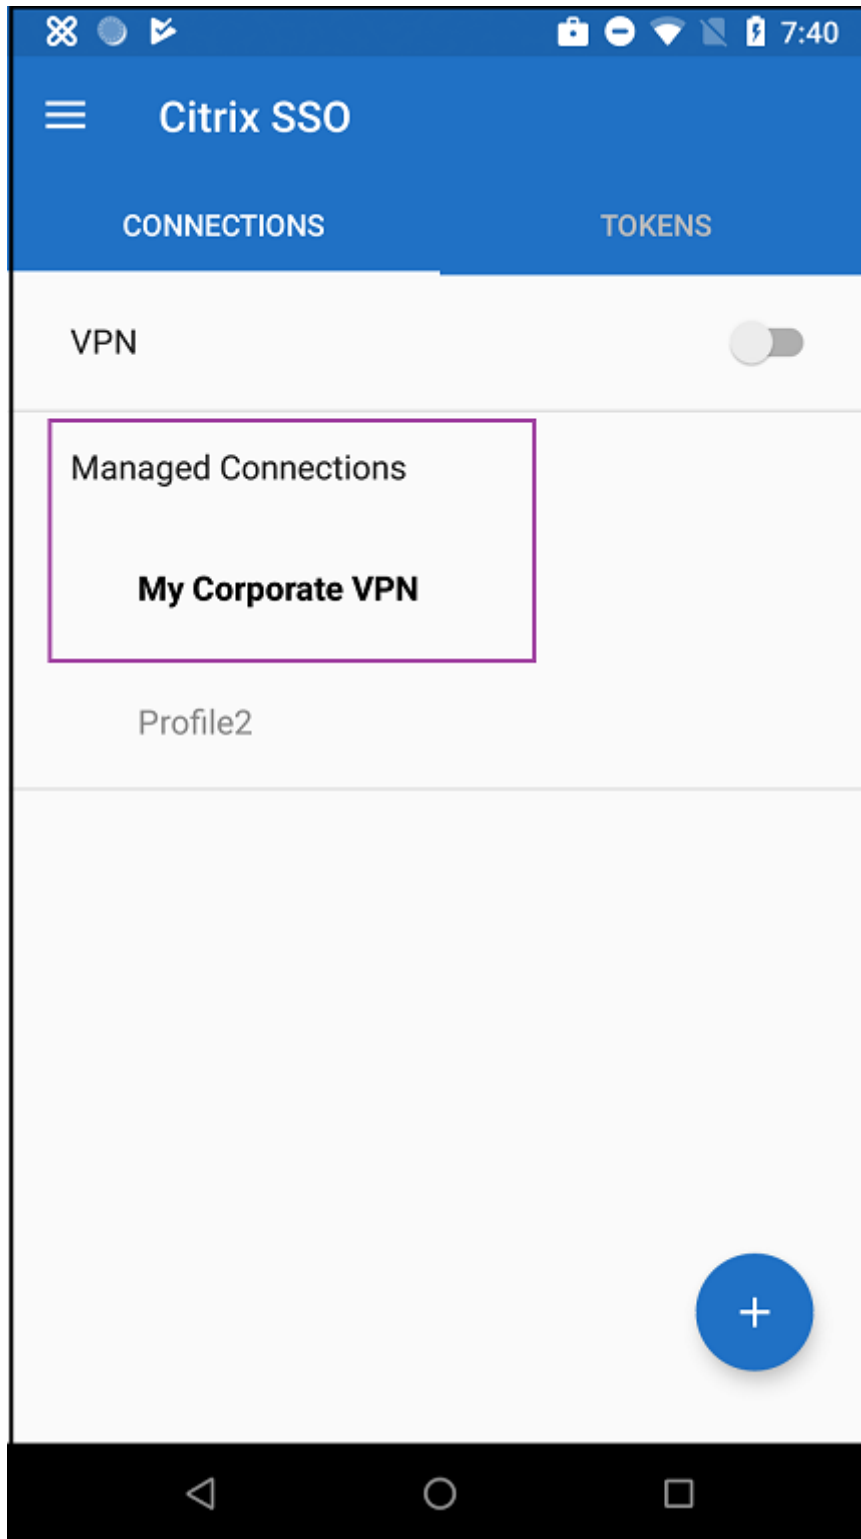 7:40
Citrix SSO
CONNECTIONS TOKENS
VPN
Managed Connections
My Corporate VPN
Profile2